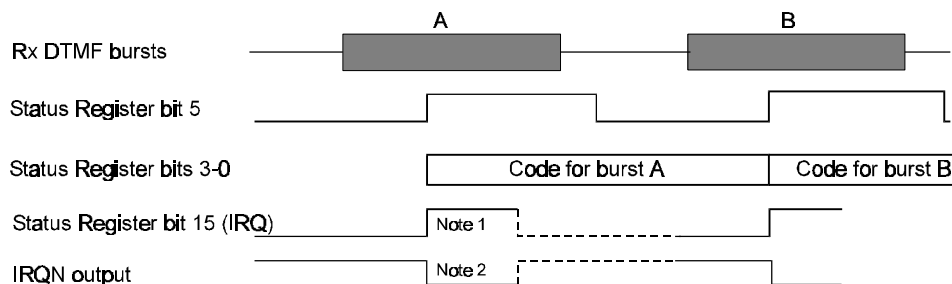 A
B
Rx DTMF bursts
Status Register bit 5
Status Register bits 3-0
Code for burst A
Code for burst B
Status Register bit 15 (IRQ)
Note 1
IRQN output
Note 2